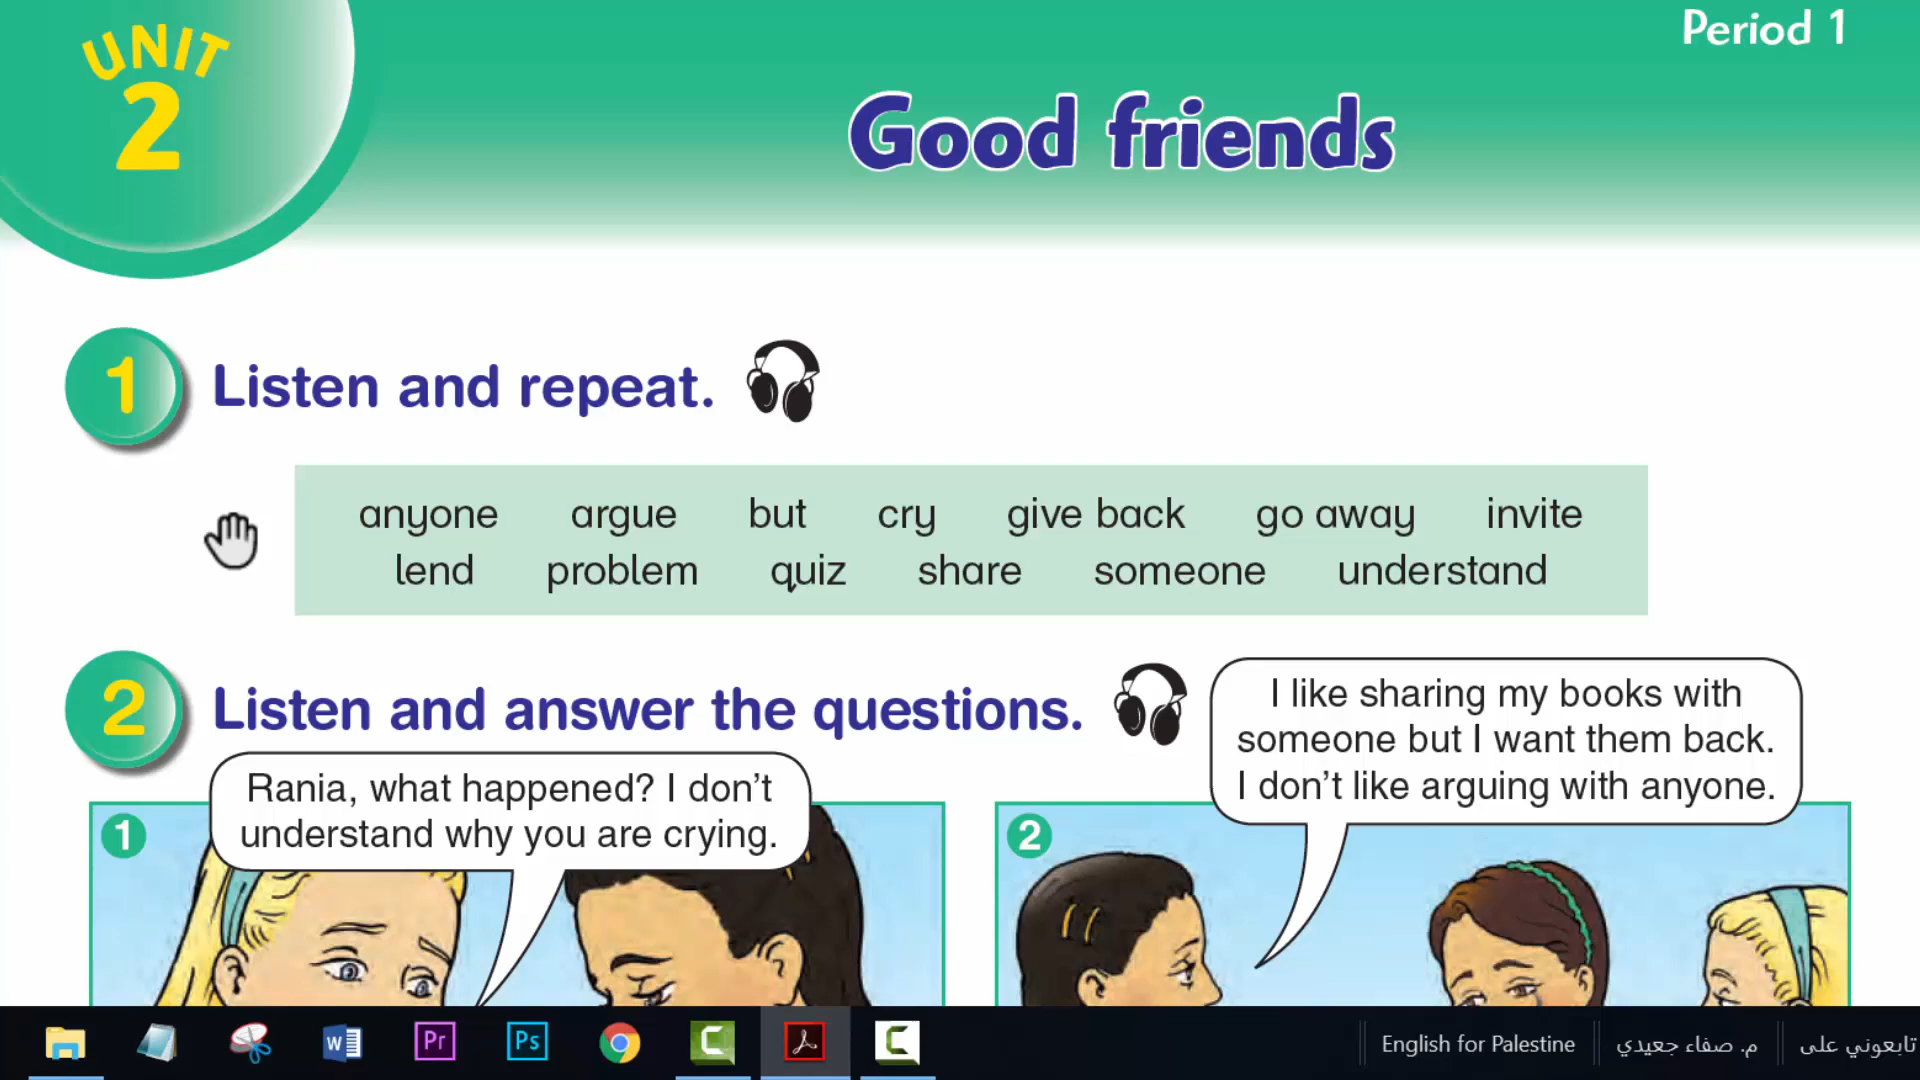 UNIT
2
Period 1
Good friends
1 Listen and repeat.
anyone argue but cry give back go away invite
lend problem quiz share someone understand
2 Listen and answer the questions.
1
Rania, what happened? I don't
understand why you are crying.
2
I like sharing my books with
someone but I want them back.
I don't like arguing with anyone.
Pr
Ps
English for Palestine
م. صفاء جعيدي
تابعوني على